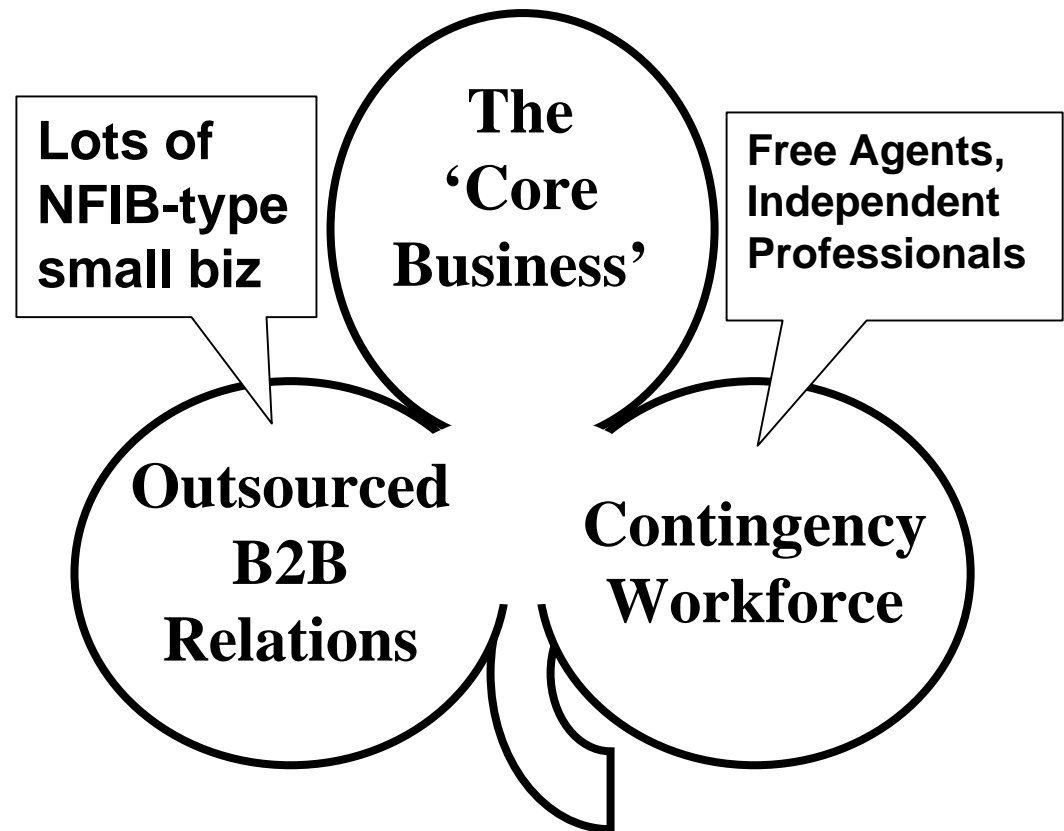 The
‘Core
Business’
Lots of
NFIB-type
small biz
Free Agents,
Independent
Professionals
Outsourced
B2B
Relations
Contingency
Workforce